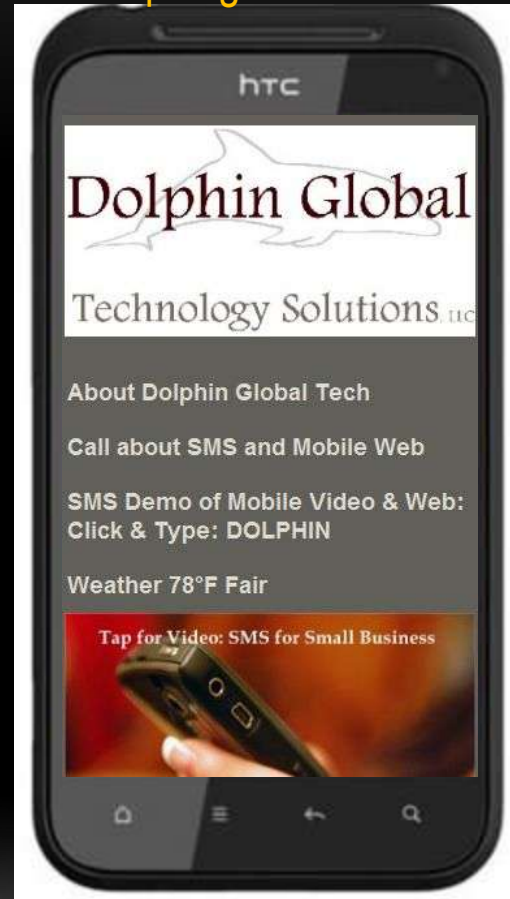 hTC
Dolphin Global
Technology Solutions, LLC
About Dolphin Global Tech
Call about SMS and Mobile Web
SMS Demo of Mobile Video & Web:
Click & Type: DOLPHIN
Weather 78°F Fair
Tap for Video: SMS for Small Business